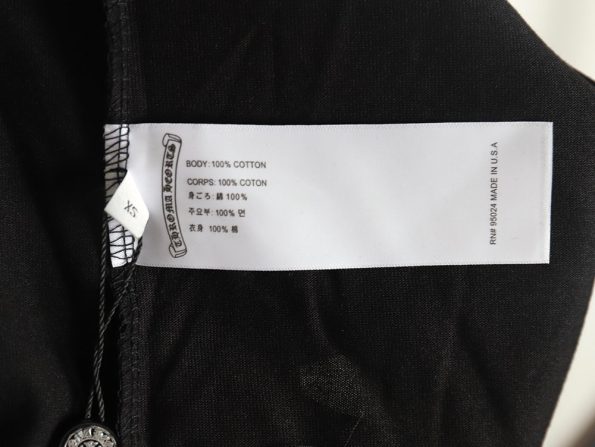 BODY: 100% COTTON
CORPS: 100% COTON
身ごろ: 綿 100%
주요부: 100% 면
衣身 100% 棉
RN# 95024 MADE IN U.S.A
XS